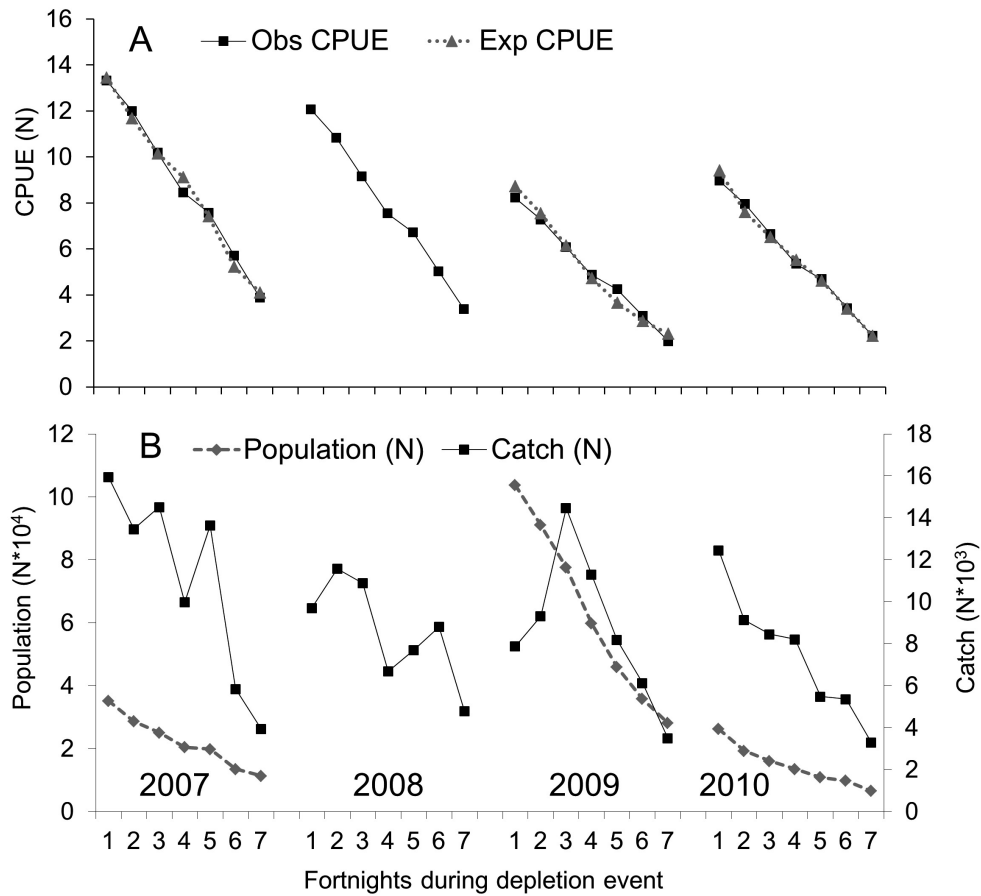 A
Obs CPUE
Exp CPUE
CPUE (N)
16
14
12
10
8
6
4
2
0
B
Population (N)
Catch (N)
Population (N*10⁴)
12
10
8
6
4
2
0
Catch (N*10³)
18
16
14
12
10
8
6
4
2
0
2007 2008 2009 2010
1 2 3 4 5 6 7 1 2 3 4 5 6 7 1 2 3 4 5 6 7 1 2 3 4 5 6 7
Fortnights during depletion event